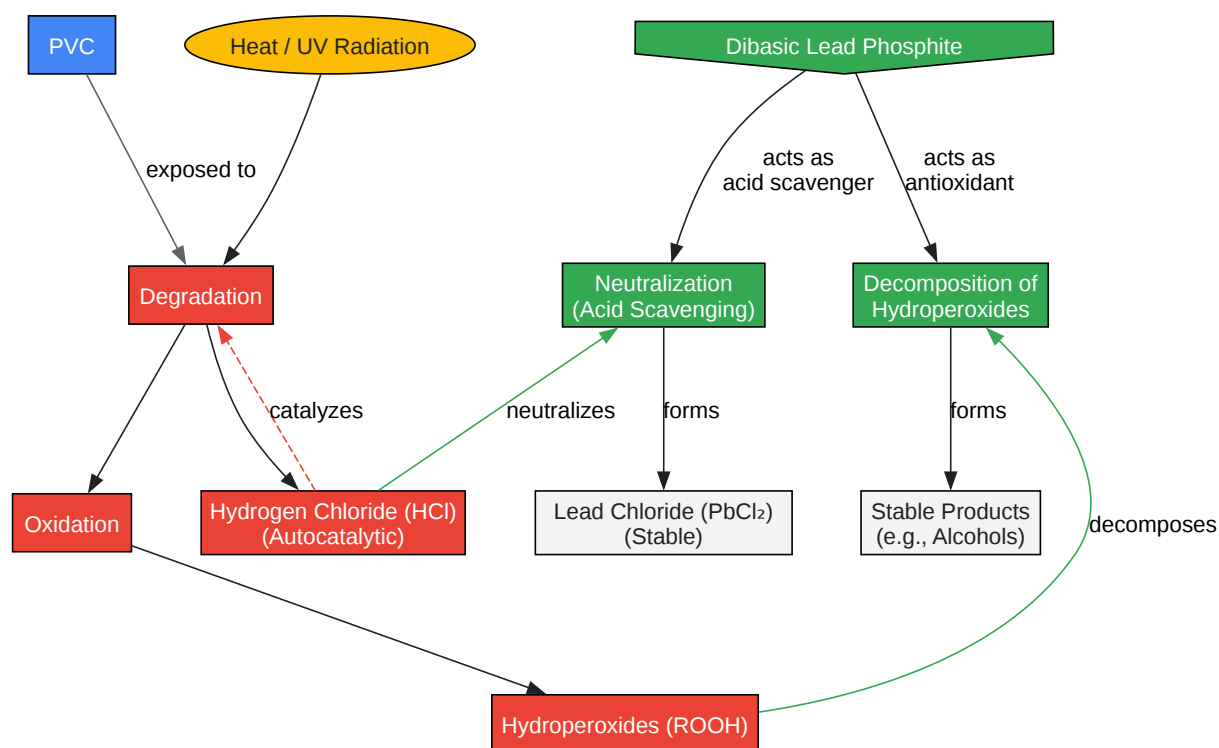 PVC
Heat / UV Radiation
Dibasic Lead Phosphite
exposed to
acts as
acid scavenger
acts as
antioxidant
Degradation
Neutralization
(Acid Scavenging)
Decomposition of
Hydroperoxides
catalyzes
neutralizes
forms
forms
Oxidation
Hydrogen Chloride (HCl)
(Autocatalytic)
Lead Chloride (PbCl₂)
(Stable)
Stable Products
(e.g., Alcohols)
decomposes
Hydroperoxides (ROOH)